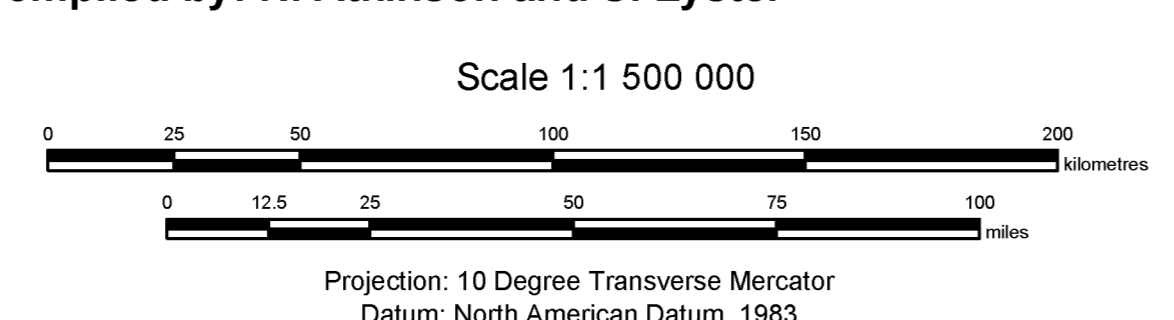 and
Scale 1:1 500 000
0 25 50 100 150 200
kilometres
0 12.5 25 50 75 100
miles
Projection: 10 Degree Transverse Mercator
Datum: North American Datum, 1983